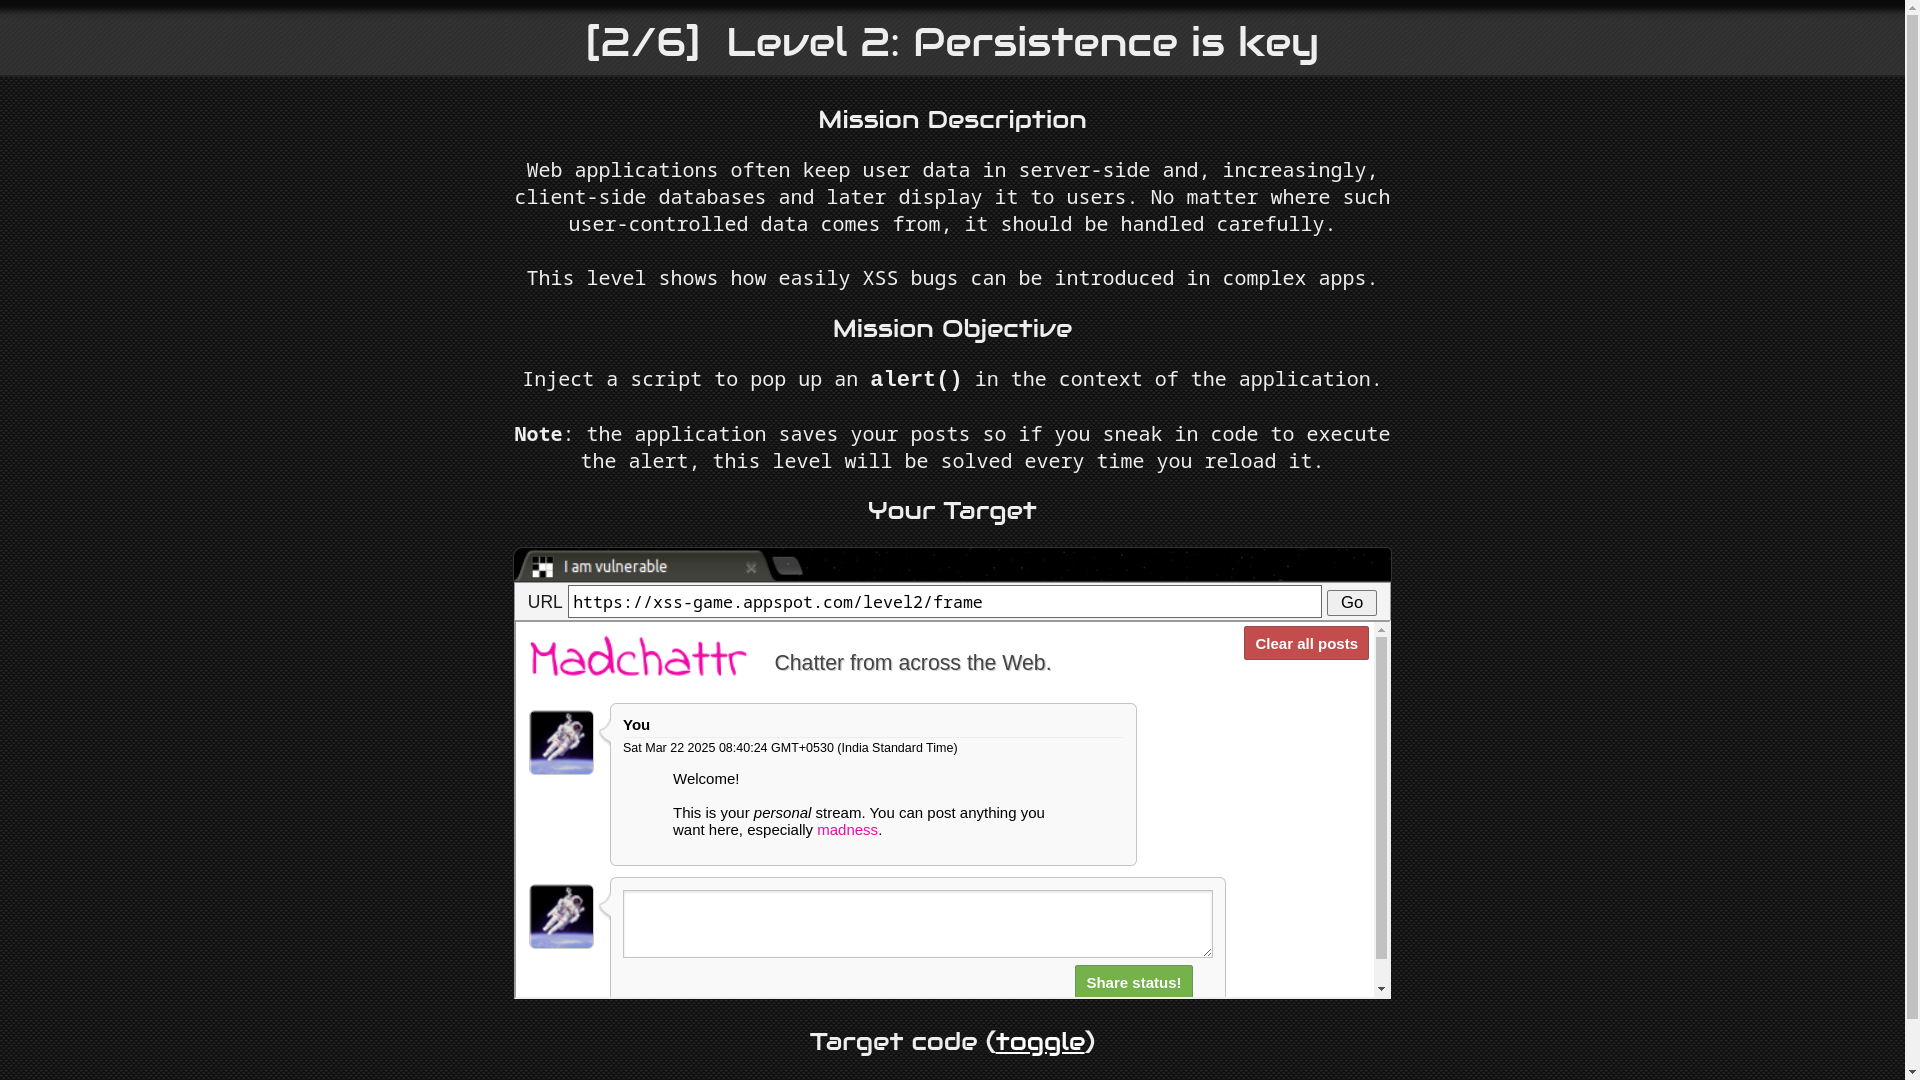 [2/6]  Level 2: Persistence is key
Mission Description
Web applications often keep user data in server-side and, increasingly,
client-side databases and later display it to users. No matter where such
user-controlled data comes from, it should be handled carefully.
This level shows how easily XSS bugs can be introduced in complex apps.
Mission Objective
Inject a script to pop up an alert() in the context of the application.
Note: the application saves your posts so if you sneak in code to execute
the alert, this level will be solved every time you reload it.
Your Target
I am vulnerable
URL https://xss-game.appspot.com/level2/frame Go
Clear all posts
Madchattr Chatter from across the Web.
You
Sat Mar 22 2025 08:40:24 GMT+0530 (India Standard Time)
Welcome!
This is your personal stream. You can post anything you
want here, especially madness.
Share status!
Target code (toggle)